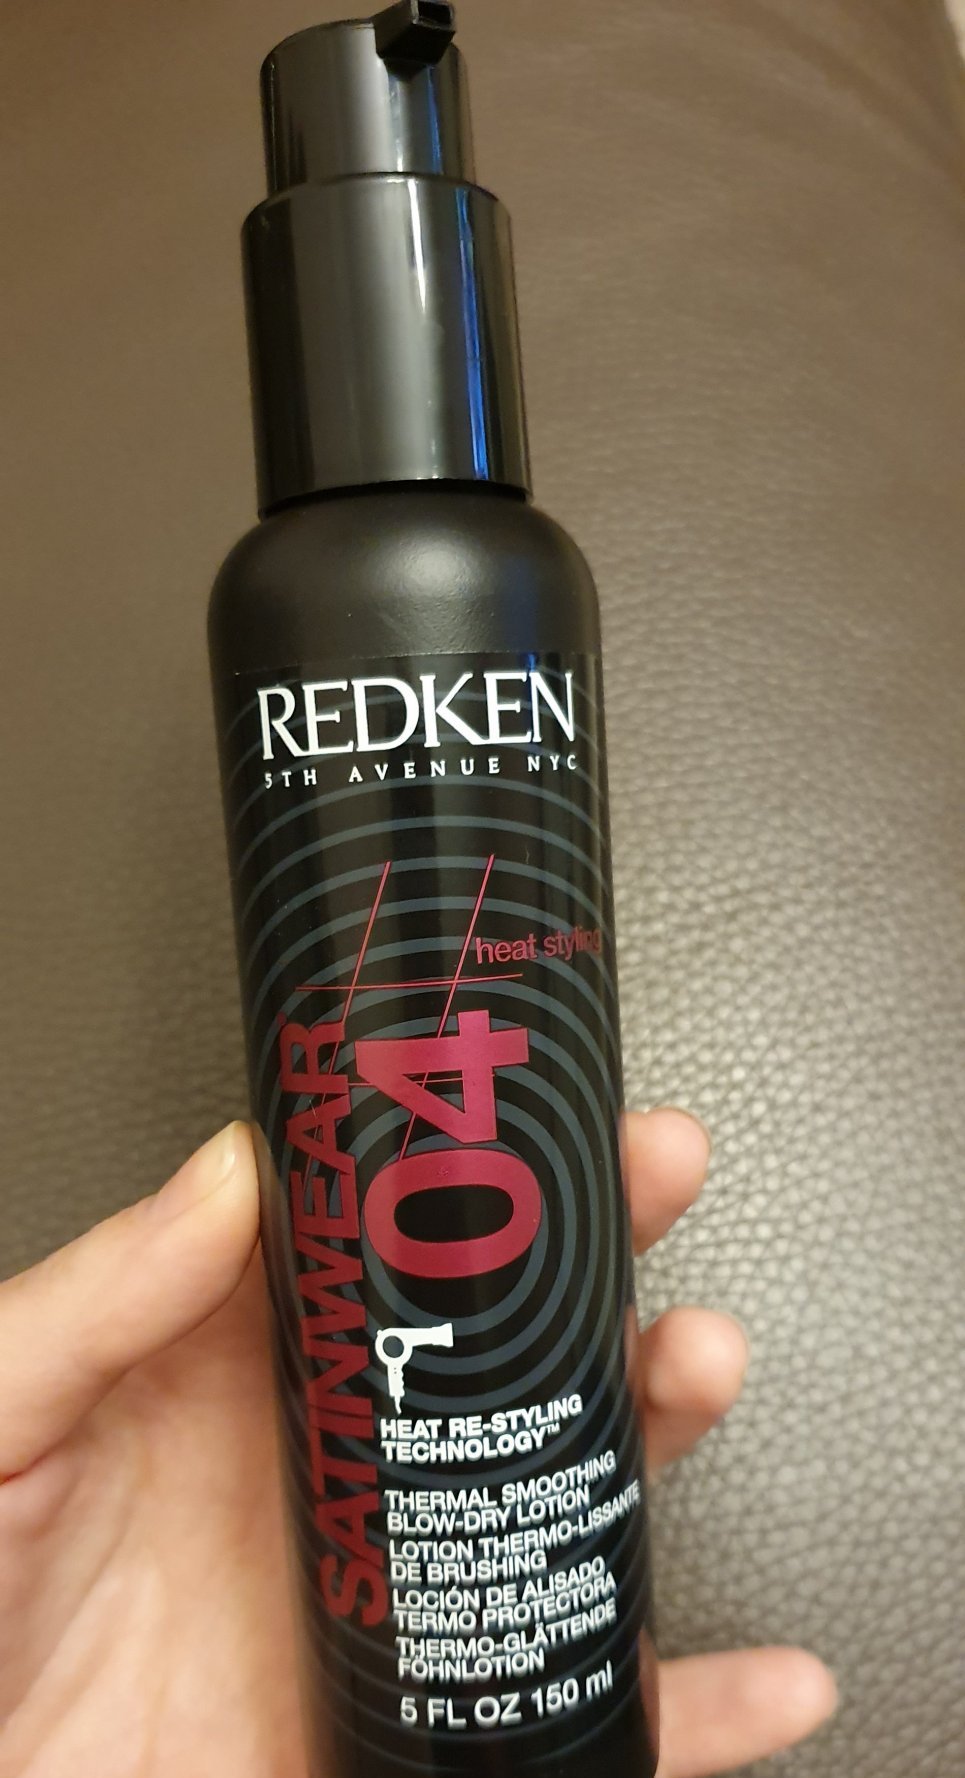 REDKEN
5TH AVENUE NYC
heat styling
SATINWEAR
04
HEAT RE-STYLING
TECHNOLOGY™
THERMAL SMOOTHING
BLOW-DRY LOTION
LOTION THERMO-LISSANTE
DE BRUSHING
LOCIÓN DE ALISADO
TERMO PROTECTORA
THERMO-GLÄTTENDE
FÖHNLOTION
5 FL OZ 150 ml